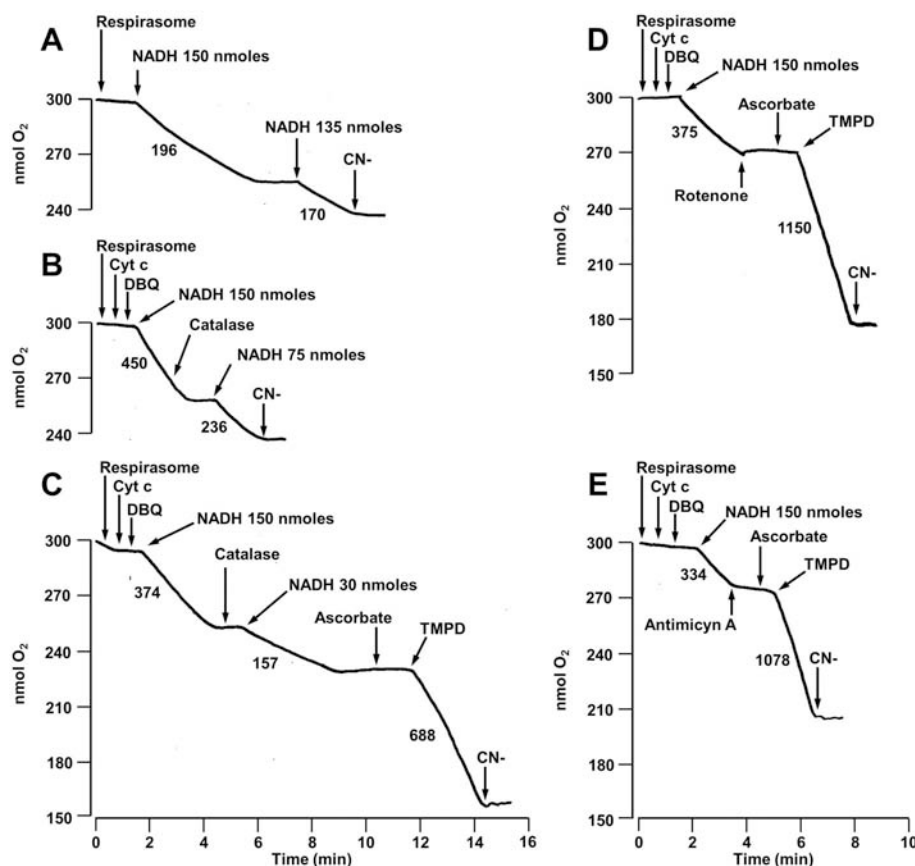 A
Respirasome
NADH 150 nmoles
NADH 135 nmoles
CN-
300
270
240
nmol O2
196
170
B
Respirasome
Cyt c
DBQ
NADH 150 nmoles
Catalase
NADH 75 nmoles
CN-
300
270
240
nmol O2
450
236
C
Respirasome
Cyt c
DBQ
NADH 150 nmoles
Catalase
NADH 30 nmoles
Ascorbate
TMPD
CN-
300
270
240
210
180
150
nmol O2
374
157
688
0 2 4 6 8 10 12 14 16
Time (min)
D
Respirasome
Cyt c
DBQ
NADH 150 nmoles
Ascorbate
TMPD
Rotenone
CN-
300
270
240
210
180
150
nmol O2
375
1150
E
Respirasome
Cyt c
DBQ
NADH 150 nmoles
Ascorbate
TMPD
Antimicyn A
CN-
300
270
240
210
180
150
nmol O2
334
1078
0 2 4 6 8 10
Time (min)